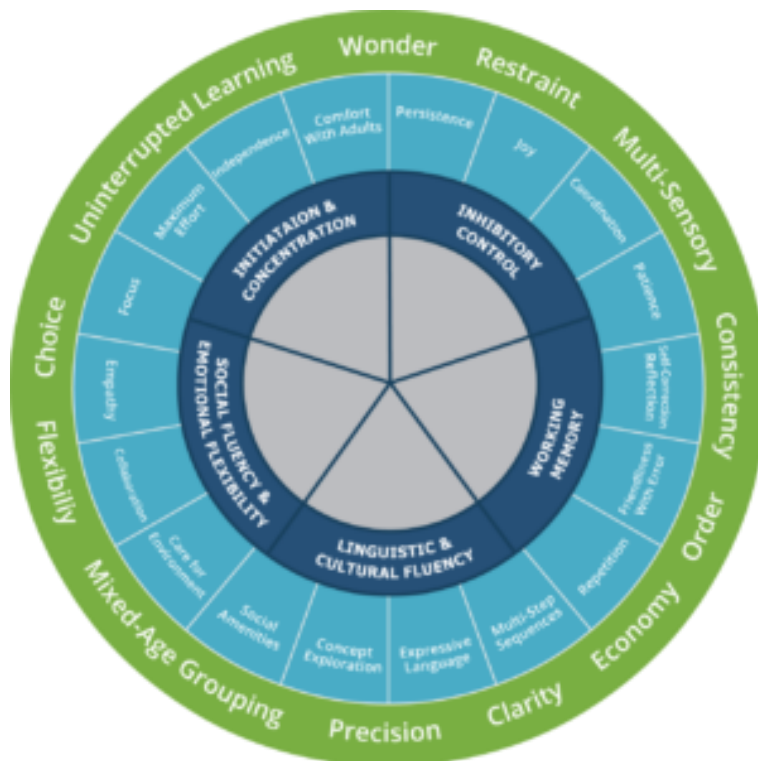 Wonder
Restraint
Multi-Sensory
Consistency
Order
Economy
Clarity
Precision
Mixed-Age Grouping
Flexibiliy
Choice
Uninterrupted Learning
Persistence
Joy
Coordination
Patience
Self-Correction
Reflection
Friendliness
With Error
Repetition
Multi-Step
Sequences
Expressive
Language
Concept
Exploration
Social
Amenities
Care for
Environment
Collaboration
Empathy
Focus
Maximum
Effort
Independence
Comfort
With Adults
INHIBITORY
CONTROL
WORKING
MEMORY
LINGUISTIC &
CULTURAL FLUENCY
SOCIAL FLUENCY &
EMOTIONAL FLEXIBILITY
INITIATAION &
CONCENTRATION